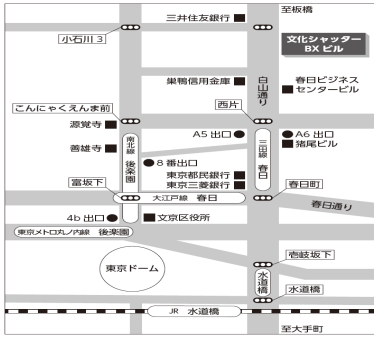 至板橋
三井住友銀行
小石川3
文化シャッター
BXビル
巣鴨信用金庫
白山通り
春日ビジネス
センタービル
こんにゃくえんま前
西片
源覚寺
A5 出口
A6 出口
猪尾ビル
善雄寺
南北線
後楽園
三田線
春日
8 番出口
東京都民銀行
東京三菱銀行
富坂下
大江戸線 春日
春日町
春日通り
4b 出口
文京区役所
東京メトロ丸ノ内線 後楽園
壱岐坂下
東京ドーム
水道橋
水道橋
JR 水道橋
至大手町